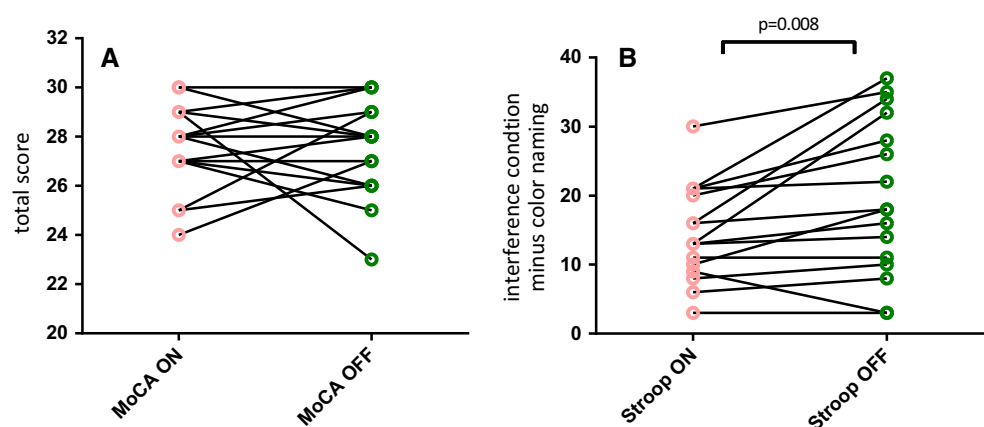 A
total score
32
30
28
26
24
22
20
MoCA ON
MoCA OFF
p=0.008
B
interference condtion
minus color naming
40
30
20
10
0
Stroop ON
Stroop OFF